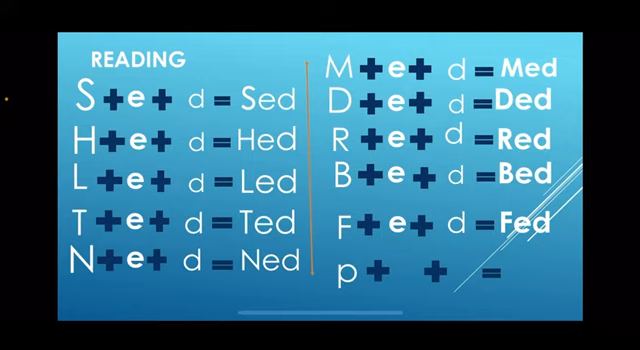 READING
S + e + d = Sed
H + e + d = Hed
L + e + d = Led
T + e + d = Ted
N + e + d = Ned
M + e + d = Med
D + e + d = Ded
R + e + d = Red
B + e + d = Bed
F + e + d = Fed
p + + =